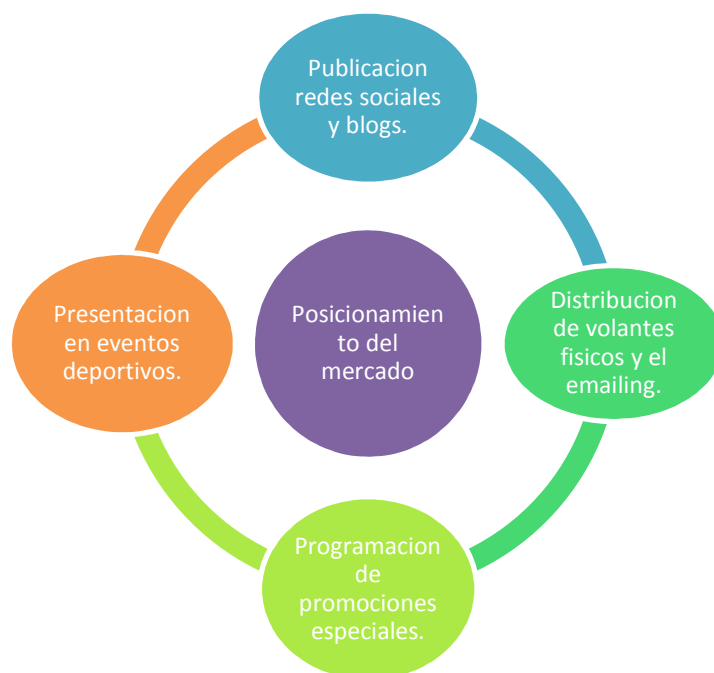 Publicacion
redes sociales
y blogs.
Presentacion
en eventos
deportivos.
Posicionamien
to del
mercado
Distribucion
de volantes
fisicos y el
emailing.
Programacion
de
promociones
especiales.